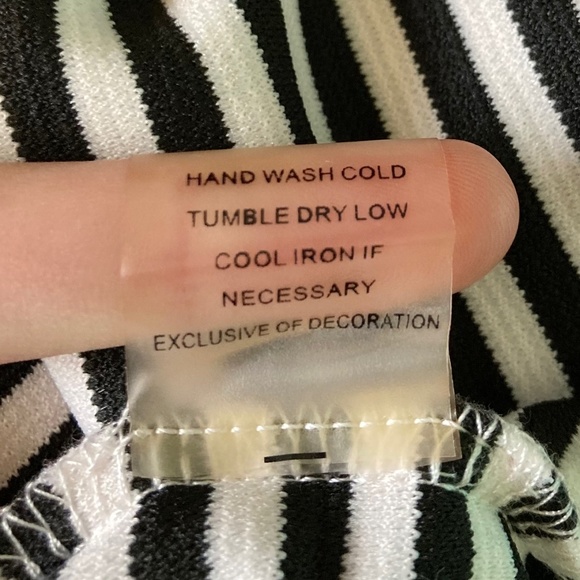 HAND WASH COLD
TUMBLE DRY LOW
COOL IRON IF
NECESSARY
EXCLUSIVE OF DECORATION